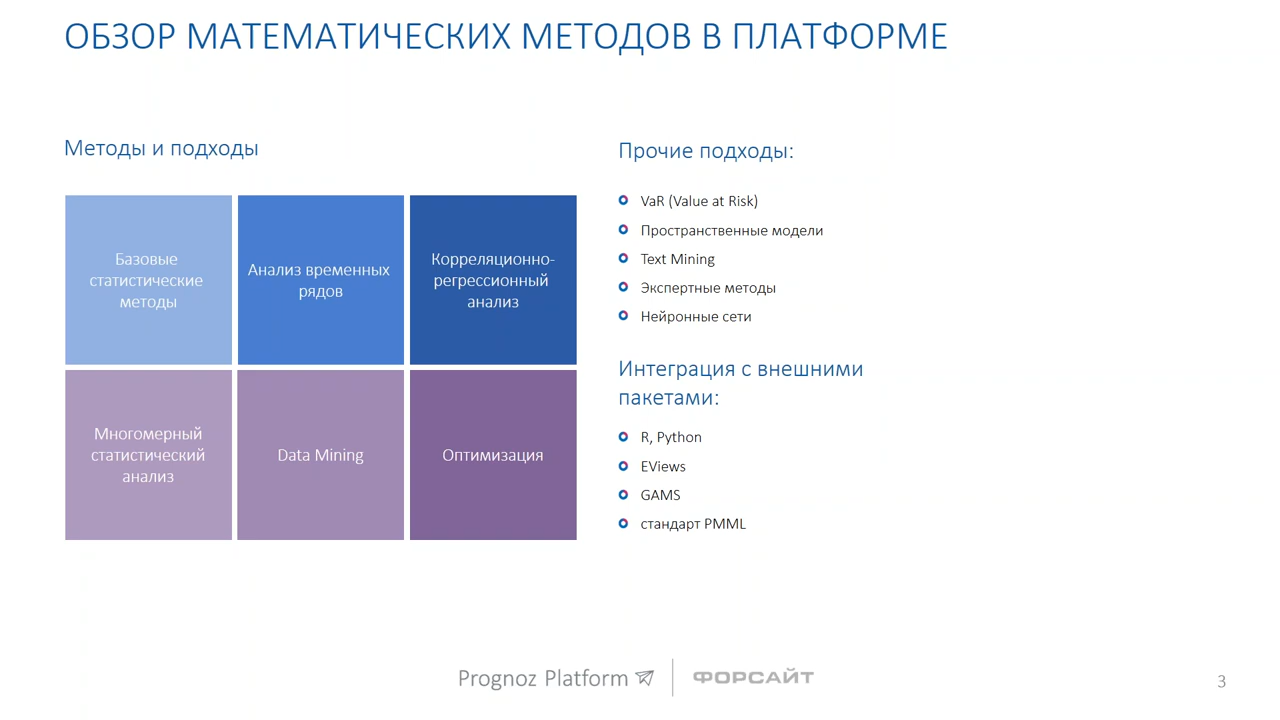 ОБЗОР МАТЕМАТИЧЕСКИХ МЕТОДОВ В ПЛАТФОРМЕ
Методы и подходы
Базовые
статистические
методы
Анализ временных
рядов
Корреляционно-
регрессионный
анализ
Многомерный
статистический
анализ
Data Mining
Оптимизация
Прочие подходы:
VaR (Value at Risk)
Пространственные модели
Text Mining
Экспертные методы
Нейронные сети
Интеграция с внешними
пакетами:
R, Python
EViews
GAMS
стандарт PMML
Prognoz Platform
ФОРСАЙТ
3